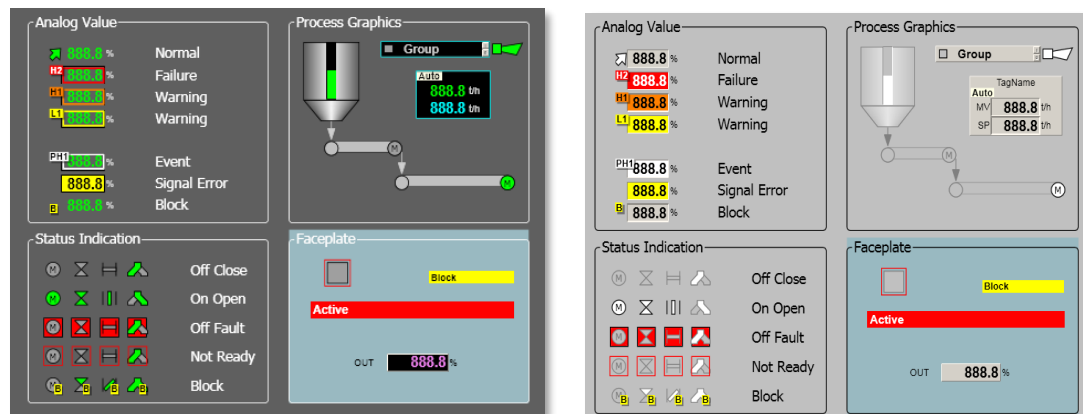 Analog Value
888.8 % Normal
H2 888.8 % Failure
H1 888.8 % Warning
L1 888.8 % Warning
PH1 888.8 % Event
888.8 % Signal Error
B 888.8 % Block
Process Graphics
Group
Auto
888.8 t/h
888.8 t/h
M
M
Status Indication
M Off Close
M On Open
M Off Fault
M Not Ready
M B B B B Block
Faceplate
Block
Active
OUT 888.8 %
Analog Value
888.8 % Normal
H2 888.8 % Failure
H1 888.8 % Warning
L1 888.8 % Warning
PH1 888.8 % Event
888.8 % Signal Error
B 888.8 % Block
Process Graphics
Group
TagName
Auto
MV 888.8 t/h
SP 888.8 t/h
M
M
Status Indication
M Off Close
M On Open
M Off Fault
M Not Ready
M B B B B Block
Faceplate
Block
Active
OUT 888.8 %